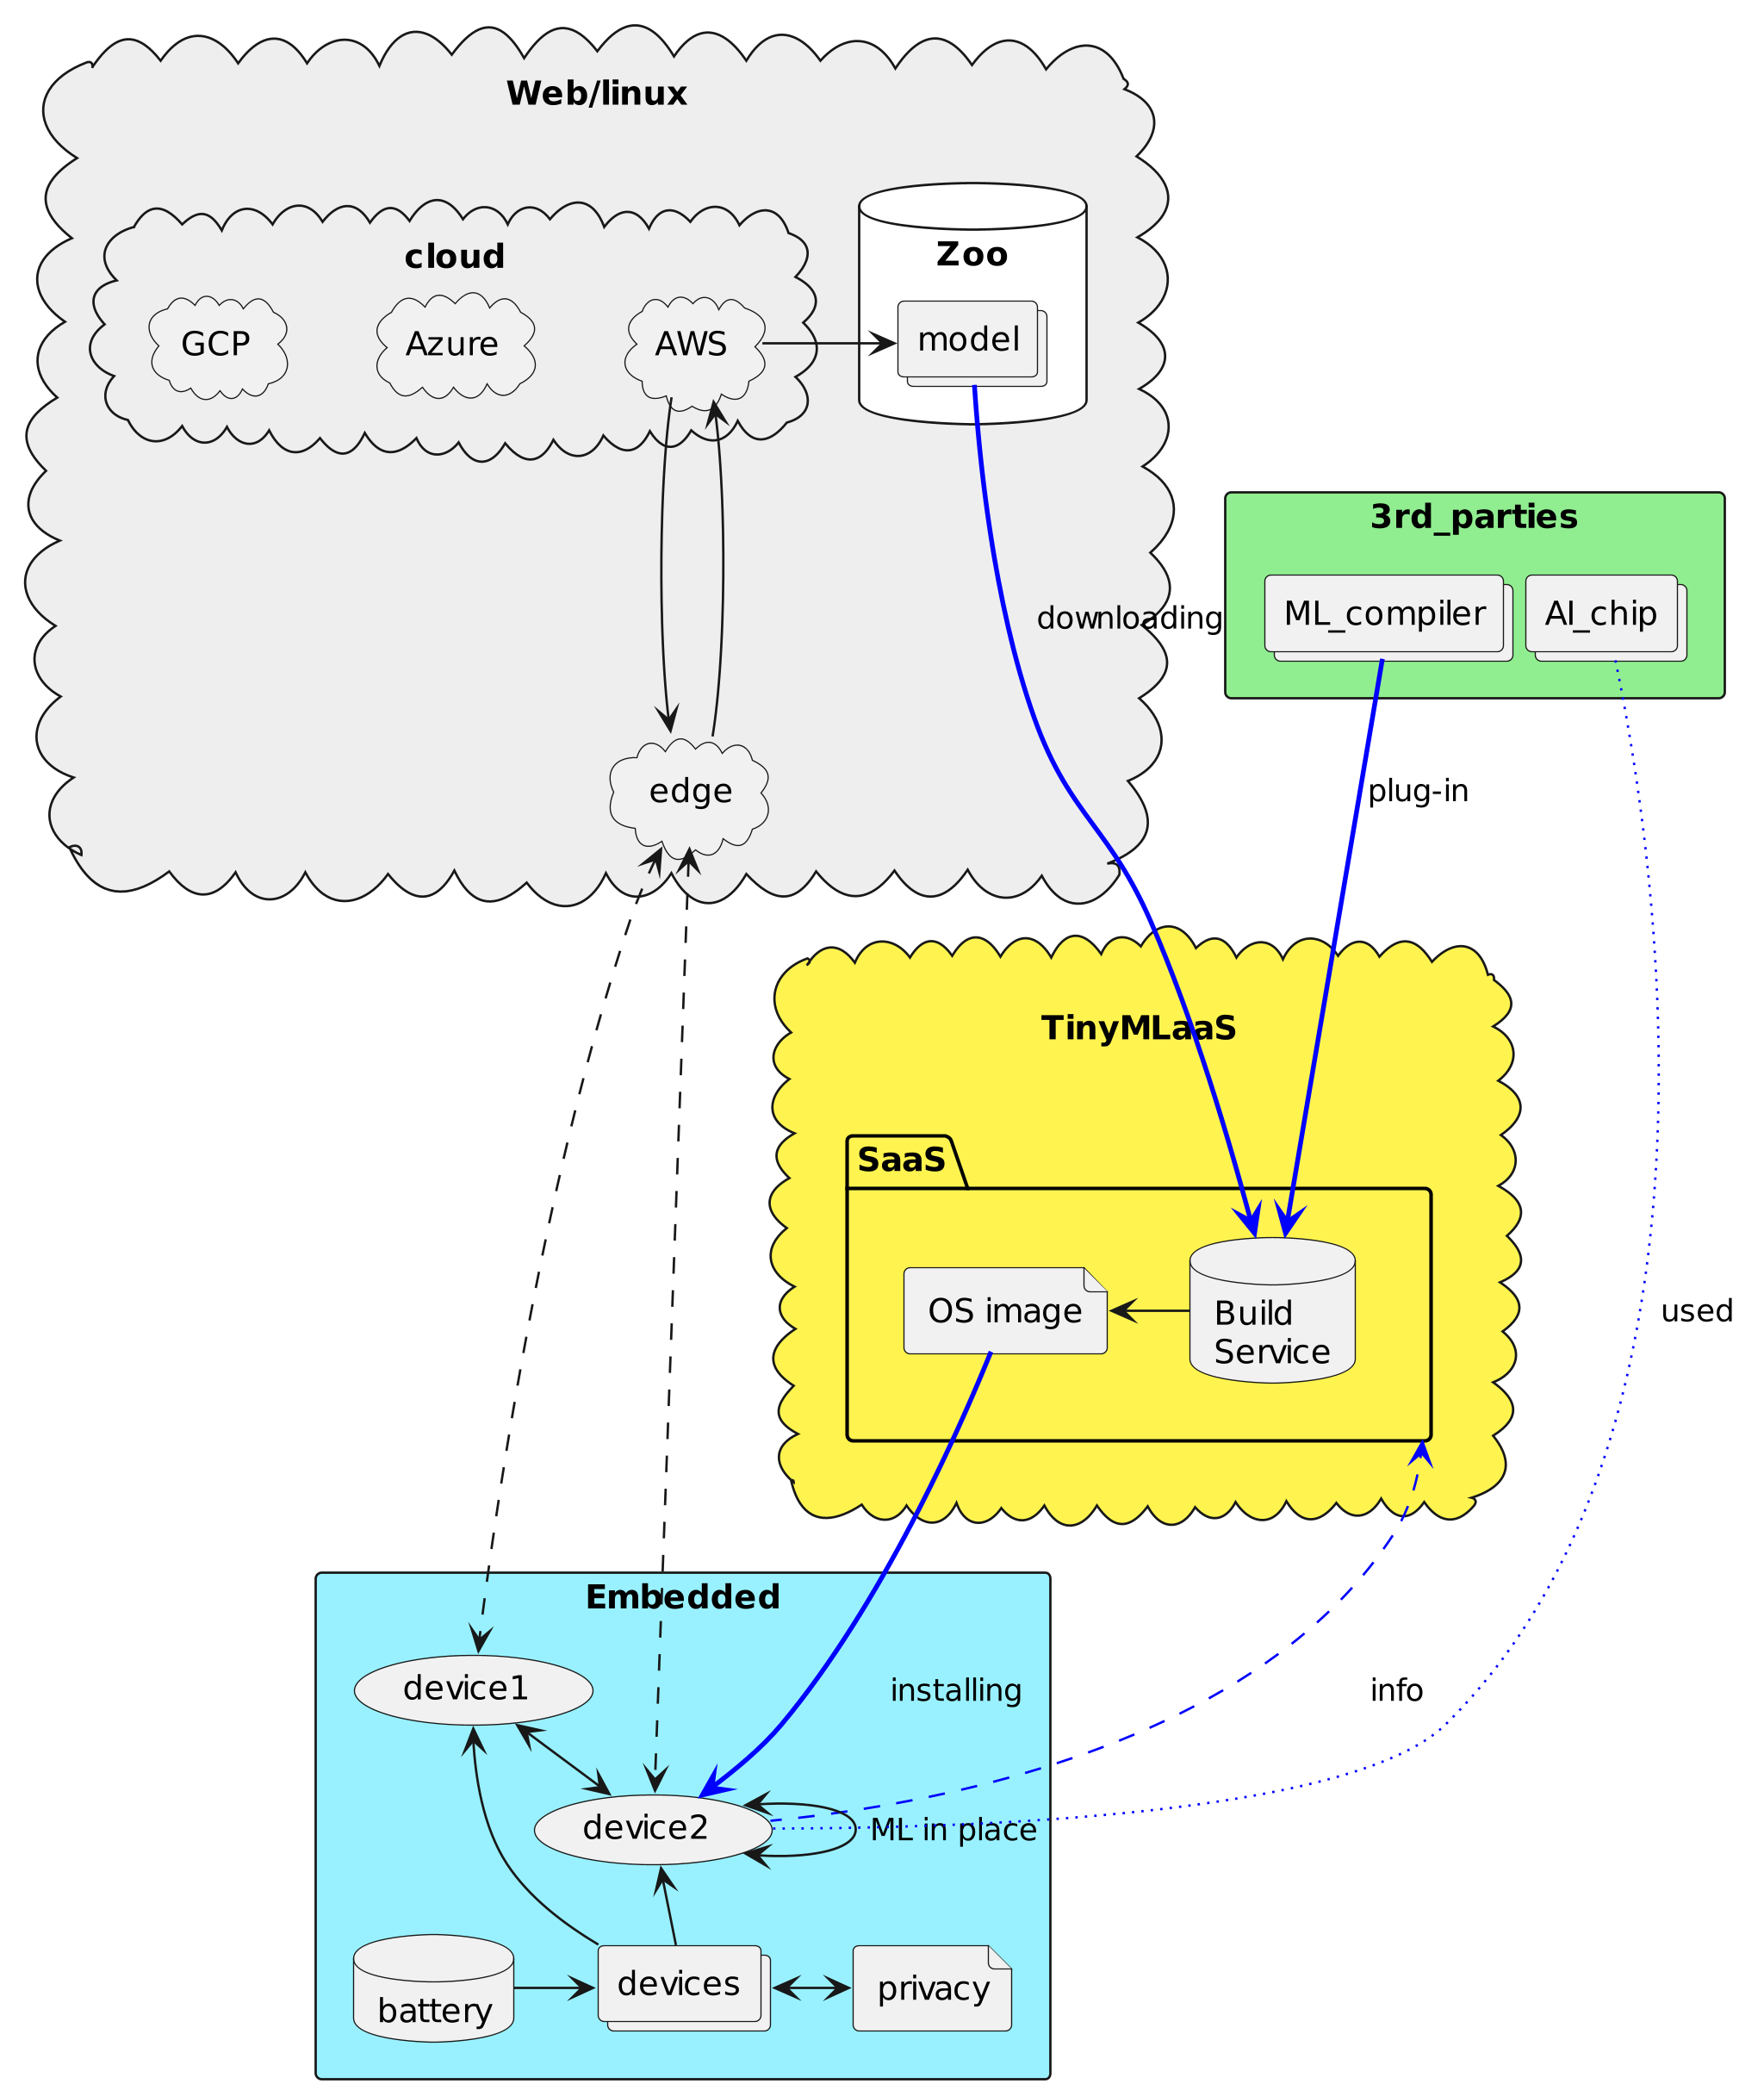 Web/linux
cloud
Zoo
GCP
Azure
AWS
model
3rd_parties
ML_compiler
AI_chip
downloading
edge
plug-in
TinyMLaaS
SaaS
OS image
Build
Service
used
Embedded
device1
installing
info
device2
ML in place
battery
devices
privacy